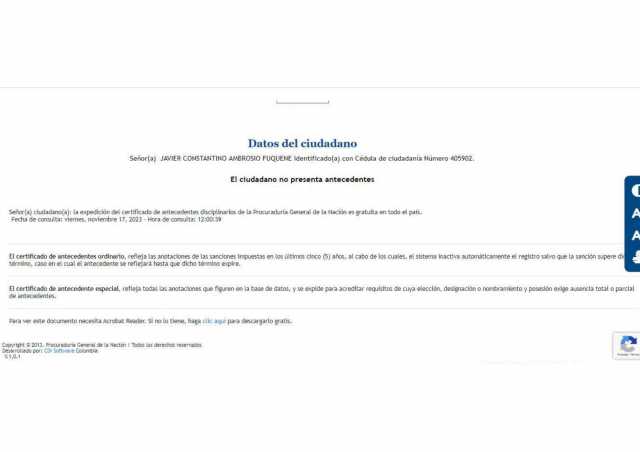 Datos del ciudadano
Señor(a) JAVIER CONSTANTINO AMBROSIO FUQUENE identificado(a) con Cédula de ciudadanía Número 405902.
El ciudadano no presenta antecedentes
Señor(a) ciudadano(a): la expedición del certificado de antecedentes disciplinarios de la Procuraduría General de la Nación es gratuita en todo el país.
Fecha de consulta: viernes, noviembre 17, 2023 - Hora de consulta: 12:00:39
El certificado de antecedentes ordinario, refleja las anotaciones de las sanciones impuestas en los últimos cinco (5) años, al cabo de los cuales, el sistema inactiva automáticamente el registro salvo que la sanción supere dic
término, caso en el cual el antecedente se reflejará hasta que dicho término expire.
El certificado de antecedente especial, refleja todas las anotaciones que figuren en la base de datos, y se expide para acreditar requisitos de cuya elección, designación o nombramiento y posesión exige ausencia total o parcial
de antecedentes.
Para ver este documento necesita Acrobat Reader. Si no lo tiene, haga clic aquí para descargarlo gratis.
Copyright © 2013. Procuraduría General de la Nación | Todos los derechos reservados
Desarrollado por: CDI Software Colombia
V.1.0.1
A
A